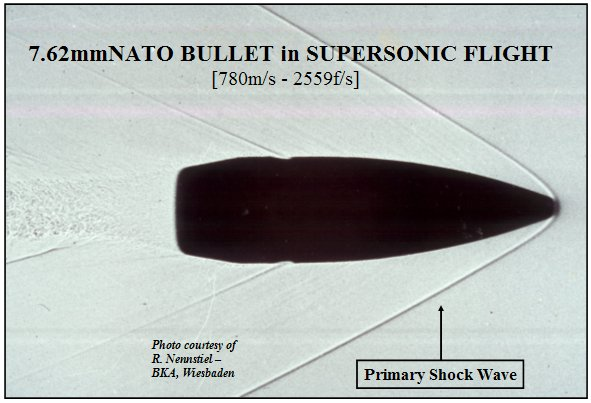 7.62mmNATO BULLET in SUPERSONIC FLIGHT
[780m/s - 2559f/s]
Photo courtesy of
R. Nennstiel –
BKA, Wiesbaden
Primary Shock Wave